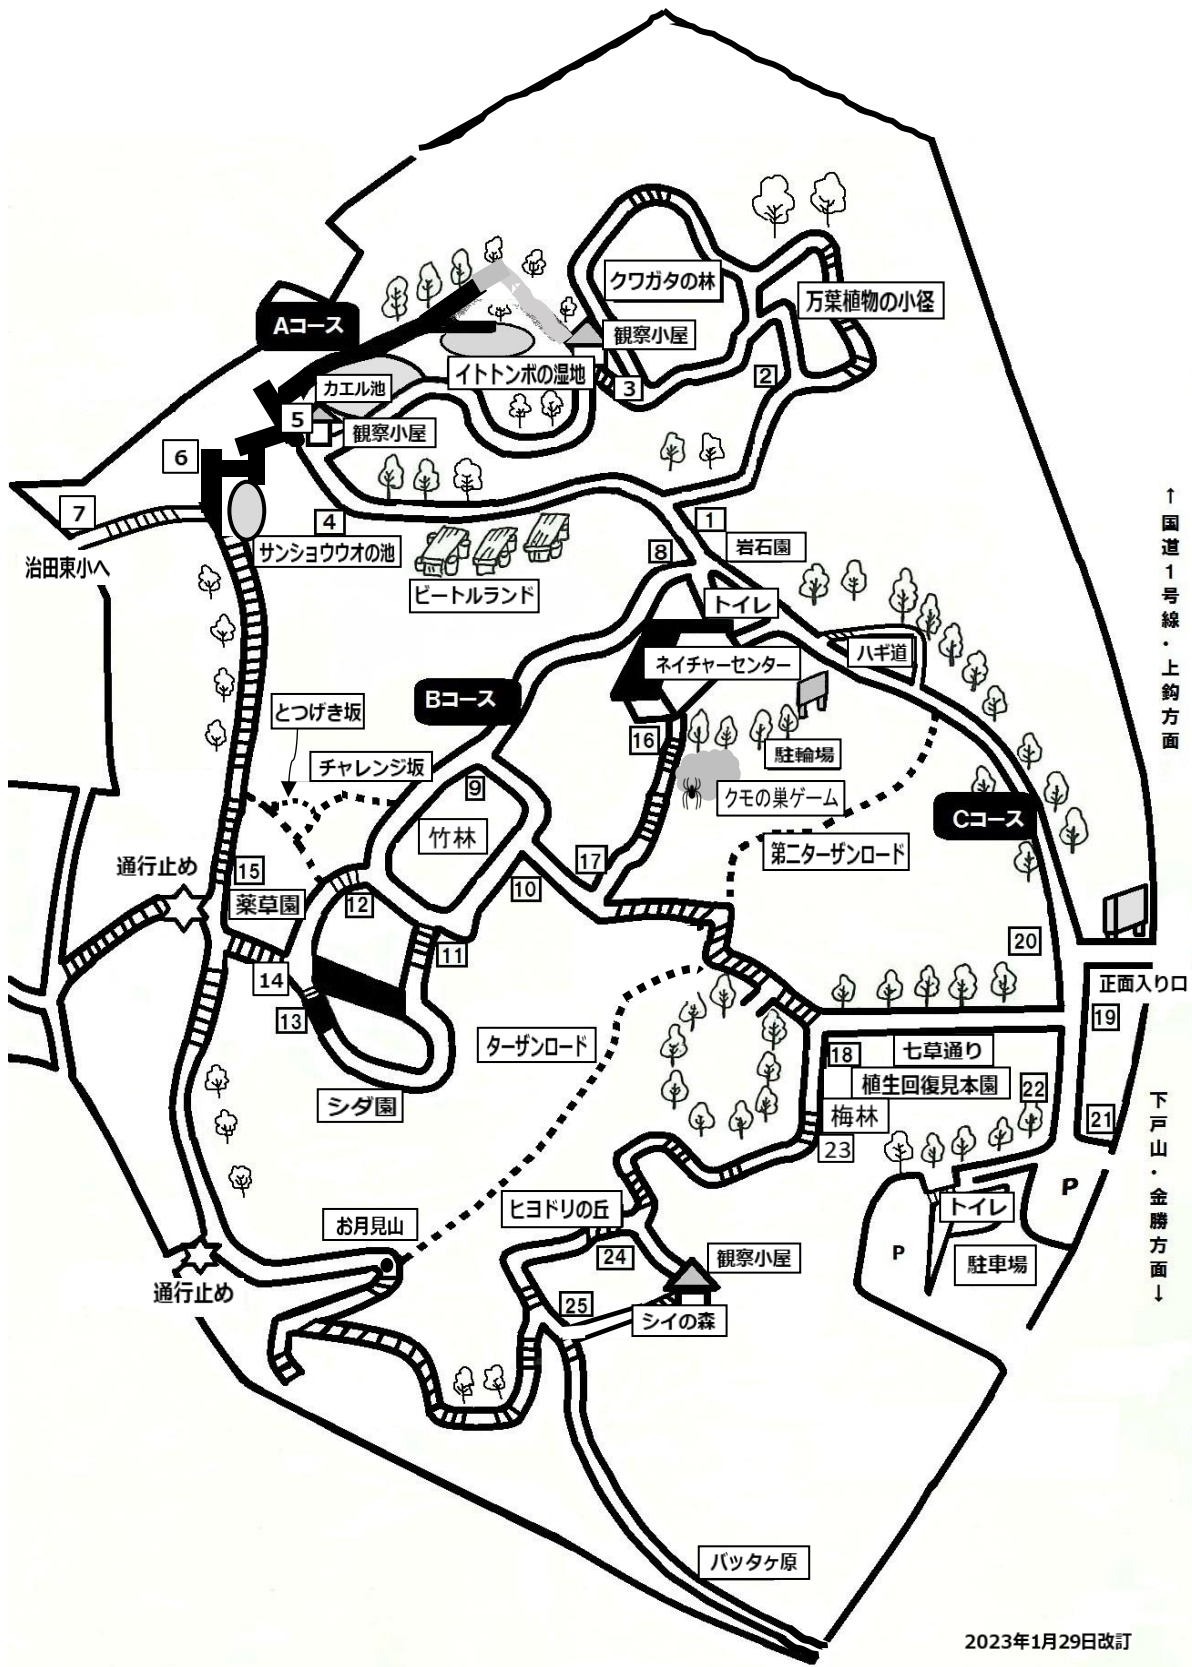 クワガタの林
万葉植物の小径
Aコース
観察小屋
イトトンボの湿地
カエル池
3
2
5
観察小屋
6
7
4
1
サンショウウオの池
岩石園
8
治田東小へ
ビートルランド
トイレ
ネイチャーセンター
ハギ道
↑国道1号線・上鈎方面
Bコース
とつげき坂
16
駐輪場
チャレンジ坂
9
クモの巣ゲーム
Cコース
竹林
第二ターザンロード
通行止め
15
17
10
薬草園
12
11
20
14
正面入り口
13
19
ターザンロード
18
七草通り
植生回復見本園
22
シダ園
梅林
21
23
下戸山・金勝方面↓
P
ヒヨドリの丘
トイレ
お月見山
24
観察小屋
P
駐車場
通行止め
25
シイの森
バッタヶ原
2023年1月29日改訂